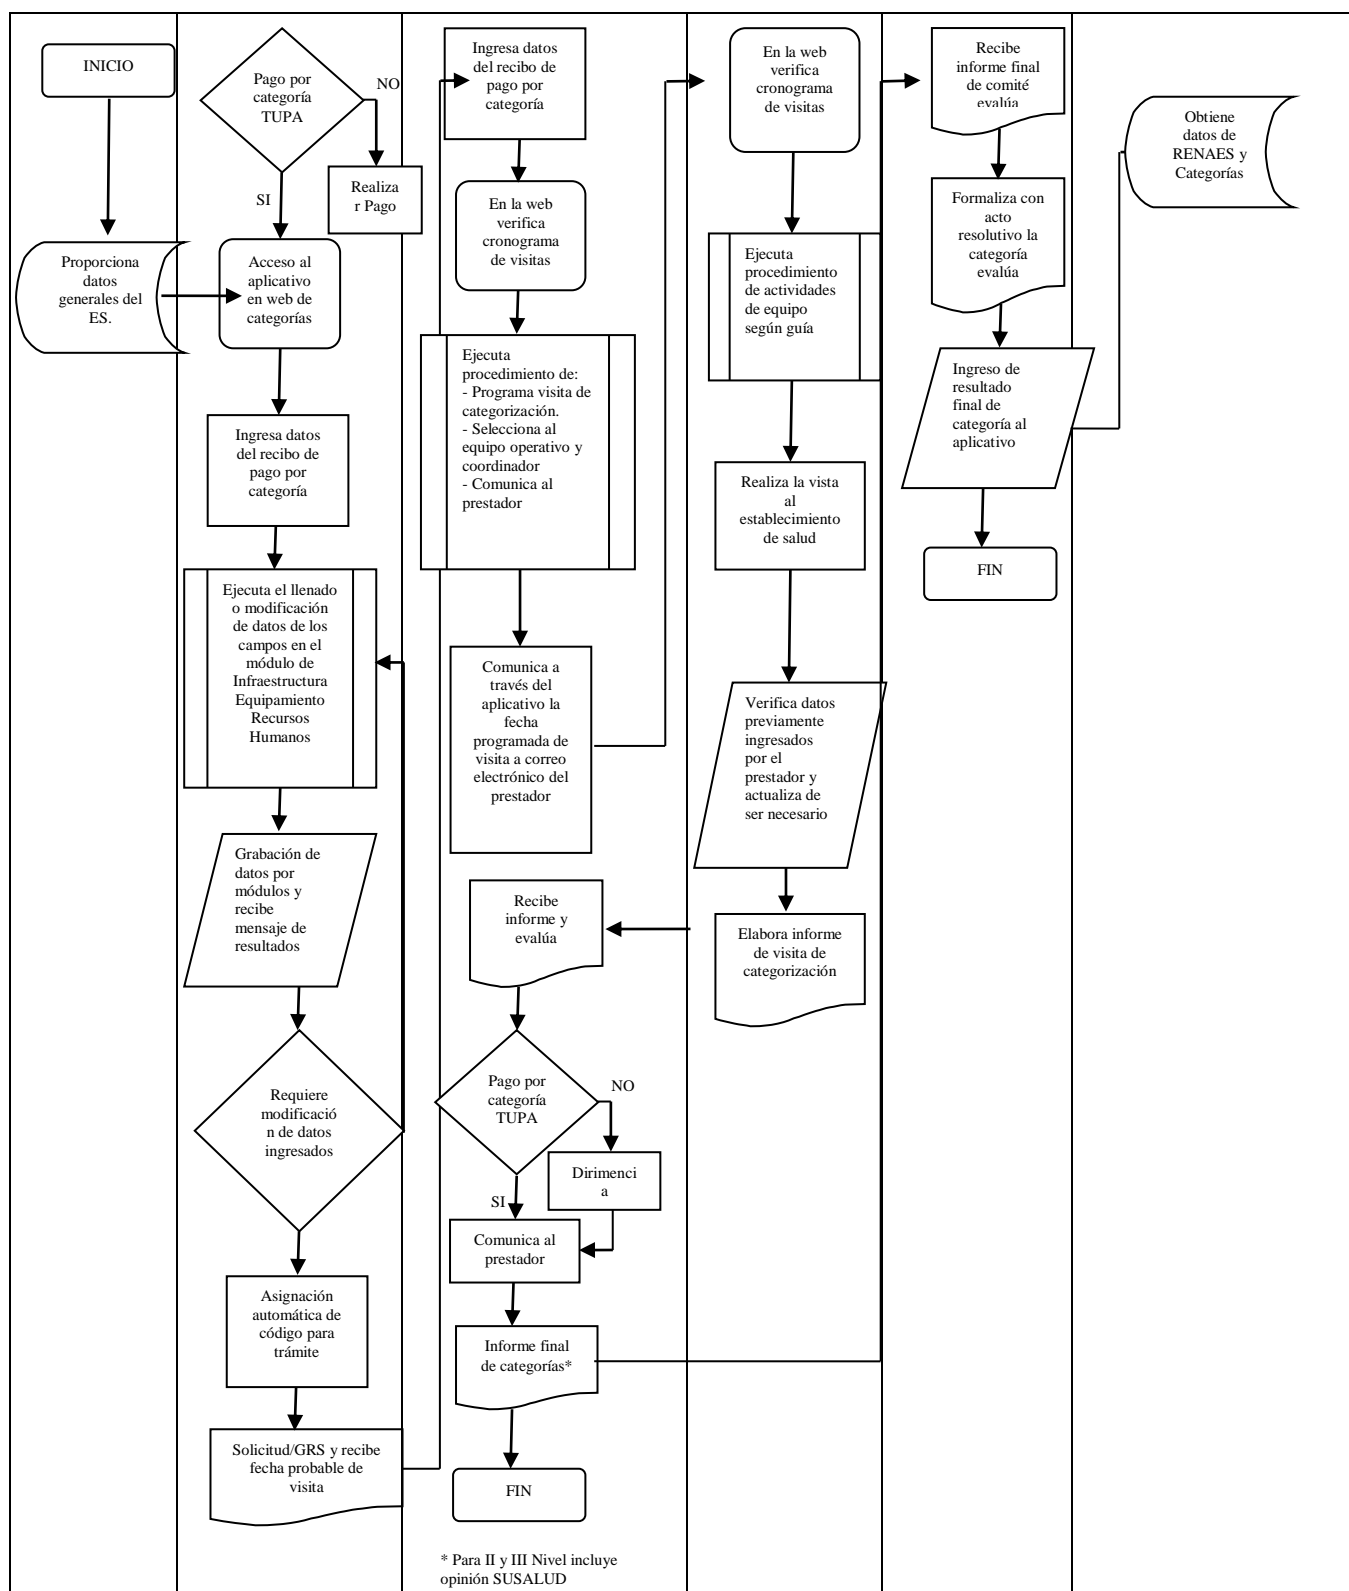 INICIO
Proporciona
datos
generales del
ES.
Pago por
categoría
TUPA
NO
Realiza
r Pago
SI
Acceso al
aplicativo
en web de
categorías
Ingresa datos
del recibo de
pago por
categoría
Ejecuta el llenado
o modificación
de datos de los
campos en el
módulo de
Infraestructura
Equipamiento
Recursos
Humanos
Grabación de
datos por
módulos y
recibe
mensaje de
resultados
Requiere
modificació
n de datos
ingresados
Asignación
automática de
código para
trámite
Solicitud/GRS y recibe
fecha probable de
visita
Ingresa datos
del recibo de
pago por
categoría
En la web
verifica
cronograma
de visitas
Ejecuta
procedimiento de:
- Programa visita de
categorización.
- Selecciona al
equipo operativo y
coordinador
- Comunica al
prestador
Comunica a
través del
aplicativo la
fecha
programada de
visita a correo
electrónico del
prestador
Recibe
informe y
evalúa
Pago por
categoría
TUPA
NO
Dirimenci
a
SI
Comunica al
prestador
Informe final
de categorías*
FIN
* Para II y III Nivel incluye
opinión SUSALUD
En la web
verifica
cronograma
de visitas
Ejecuta
procedimiento
de actividades
de equipo
según guía
Realiza la vista
al
establecimiento
de salud
Verifica datos
previamente
ingresados
por el
prestador y
actualiza de
ser necesario
Elabora informe
de visita de
categorización
Recibe
informe final
de comité
evalúa
Formaliza con
acto
resolutivo la
categoría
evalúa
Ingreso de
resultado
final de
categoría al
aplicativo
FIN
Obtiene
datos de
RENAES y
Categorías